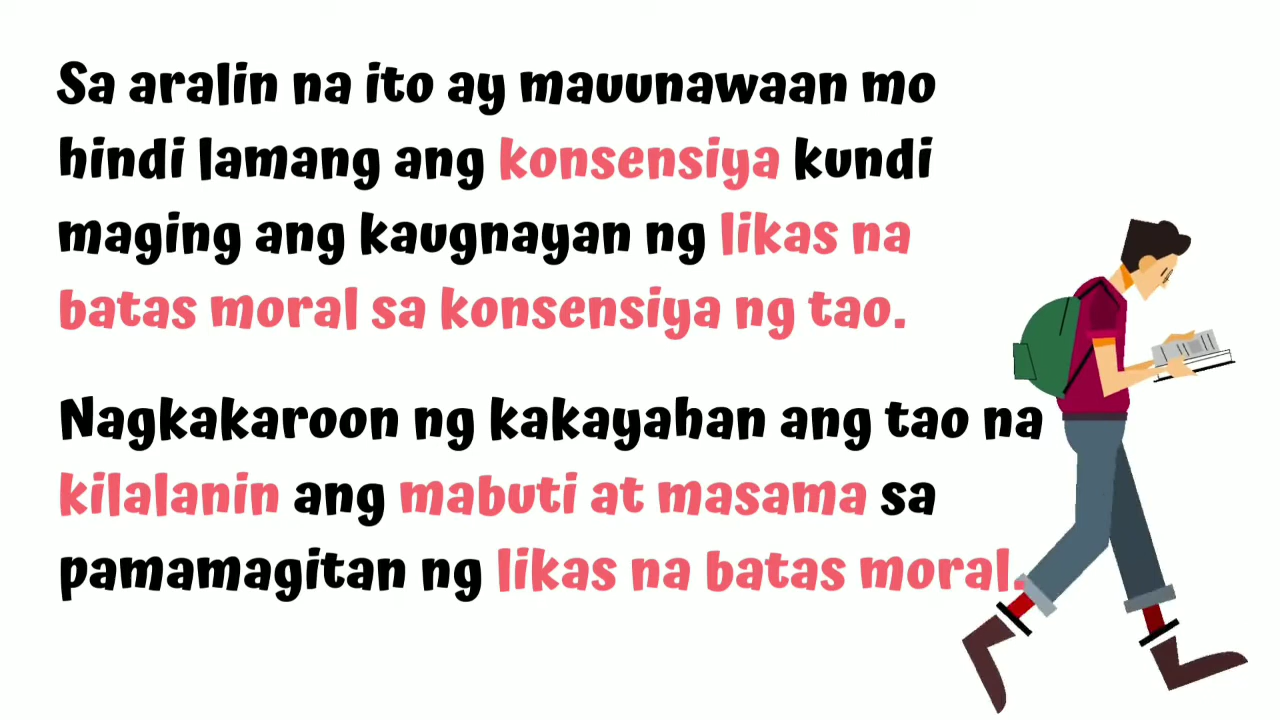 Sa aralin na ito ay mauunawaan mo
hindi lamang ang konsensiya kundi
maging ang kaugnayan ng likas na
batas moral sa konsensiya ng tao.
Nagkakaroon ng kakayahan ang tao na
kilalanin ang mabuti at masama sa
pamamagitan ng likas na batas moral.